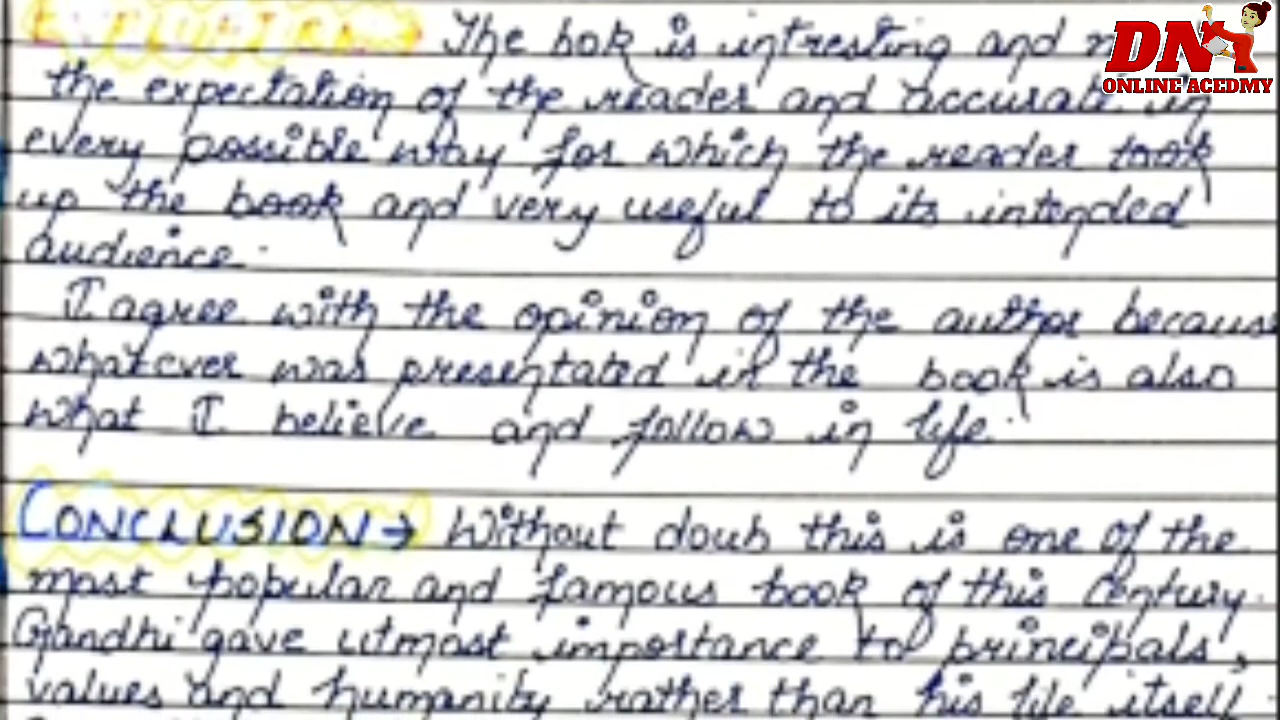 The bok is intresting and
the expectation of the reader and accurate in
every possible why for which the reader took
up the book and very useful to its intended
audience.
I agree with the opinion of the author because
whatever was presentated in the book is also
what I believe and follow in life.
CONCLUSION → Without doub this is one of the
most popular and famous book of this Century.
Gandhi gave utmost importance to principals,
values and humanity rather than his life itself.
DN
ONLINE ACEDMY